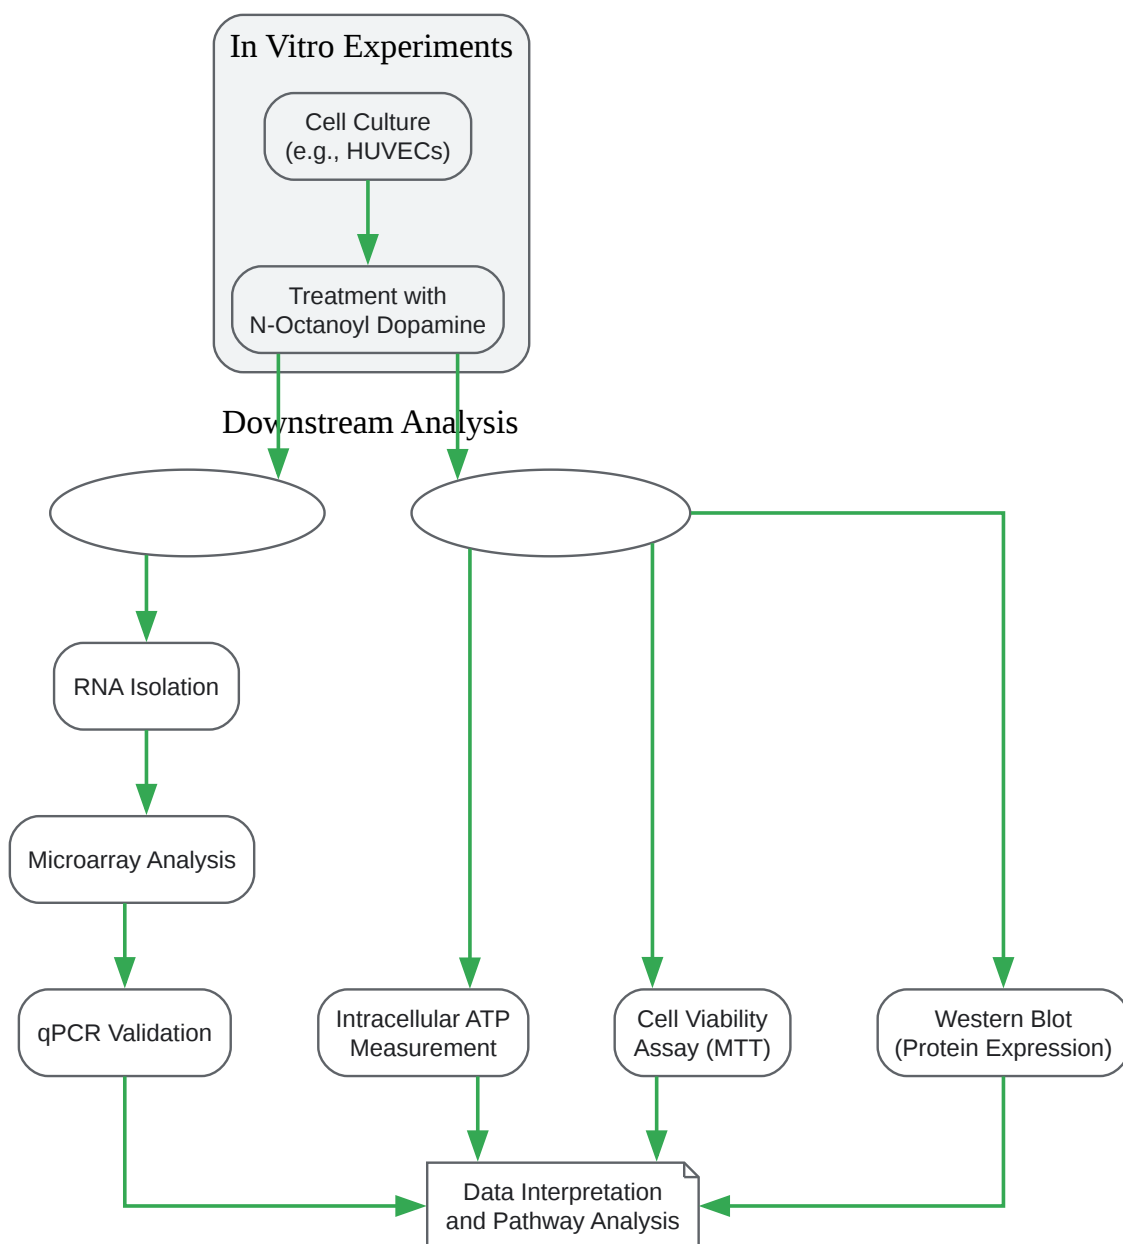 In Vitro Experiments
Cell Culture
(e.g., HUVECs)
Treatment with
N-Octanoyl Dopamine
Downstream Analysis
RNA Isolation
Microarray Analysis
qPCR Validation
Intracellular ATP
Measurement
Cell Viability
Assay (MTT)
Western Blot
(Protein Expression)
Data Interpretation
and Pathway Analysis